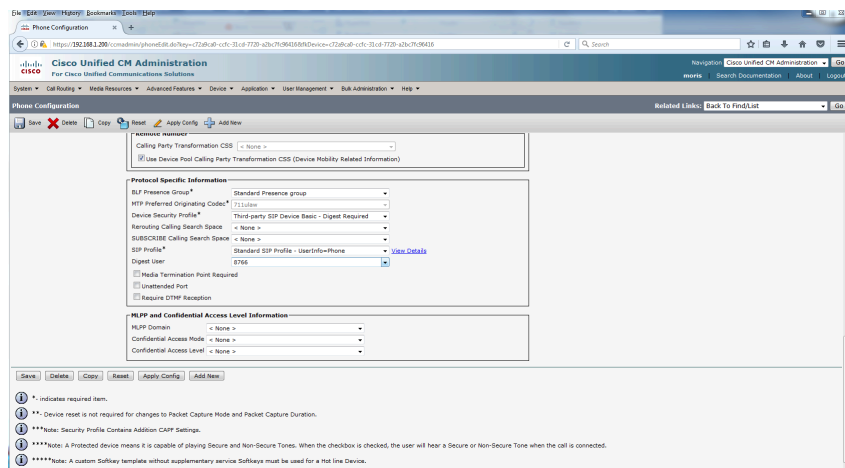 File Edit View History Bookmarks Tools Help
Phone Configuration × +
https://192.168.1.200/ccmadmin/phoneEdit.do?key=c72a9ca0-ccfc-31cd-7720-a2bc7fc96416&fkDevice=c72a9ca0-ccfc-31cd-7720-a2bc7fc96416
Search
cisco
Cisco Unified CM Administration
For Cisco Unified Communications Solutions
Navigation Cisco Unified CM Administration Go
moris | Search Documentation | About | Logout
System Call Routing Media Resources Advanced Features Device Application User Management Bulk Administration Help
Phone Configuration
Related Links: Back To Find/List Go
Save Delete Copy Reset Apply Config Add New
Remote Number
Calling Party Transformation CSS < None >
Use Device Pool Calling Party Transformation CSS (Device Mobility Related Information)
Protocol Specific Information
BLF Presence Group* Standard Presence group
MTP Preferred Originating Codec* 711ulaw
Device Security Profile* Third-party SIP Device Basic - Digest Required
Rerouting Calling Search Space < None >
SUBSCRIBE Calling Search Space < None >
SIP Profile* Standard SIP Profile - UserInfo=Phone View Details
Digest User 8766
Media Termination Point Required
Unattended Port
Require DTMF Reception
MLPP and Confidential Access Level Information
MLPP Domain < None >
Confidential Access Mode < None >
Confidential Access Level < None >
Save Delete Copy Reset Apply Config Add New
*- indicates required item.
**- Device reset is not required for changes to Packet Capture Mode and Packet Capture Duration.
***Note: Security Profile Contains Addition CAPF Settings.
****Note: A Protected device means it is capable of playing Secure and Non-Secure Tones. When the checkbox is checked, the user will hear a Secure or Non-Secure Tone when the call is connected.
*****Note: A custom Softkey template without supplementary service Softkeys must be used for a Hot line Device.